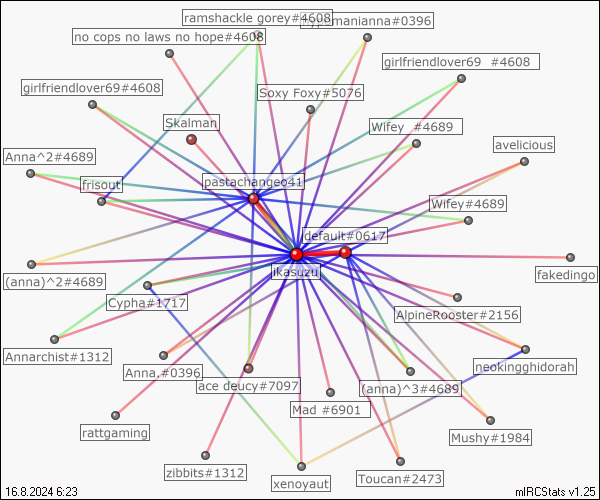 ramshackle gorey#4608
manianna#0396
no cops no laws no hope#4608
girlfriendlover69 #4608
girlfriendlover69#4608
Soxy Foxy#5076
Skalman
Wifey #4689
avelicious
Anna^2#4689
frisout
pastachangeo41
Wifey#4689
default#0617
ikasuzu
fakedingo
(anna)^2#4689
Cypha#1717
AlpineRooster#2156
Annarchist#1312
Anna,#0396
ace deucy#7097
(anna)^3#4689
neokingghidorah
Mad #6901
rattgaming
Mushy#1984
zibbits#1312
xenoyaut
Toucan#2473
16.8.2024 6:23
mIRCStats v1.25